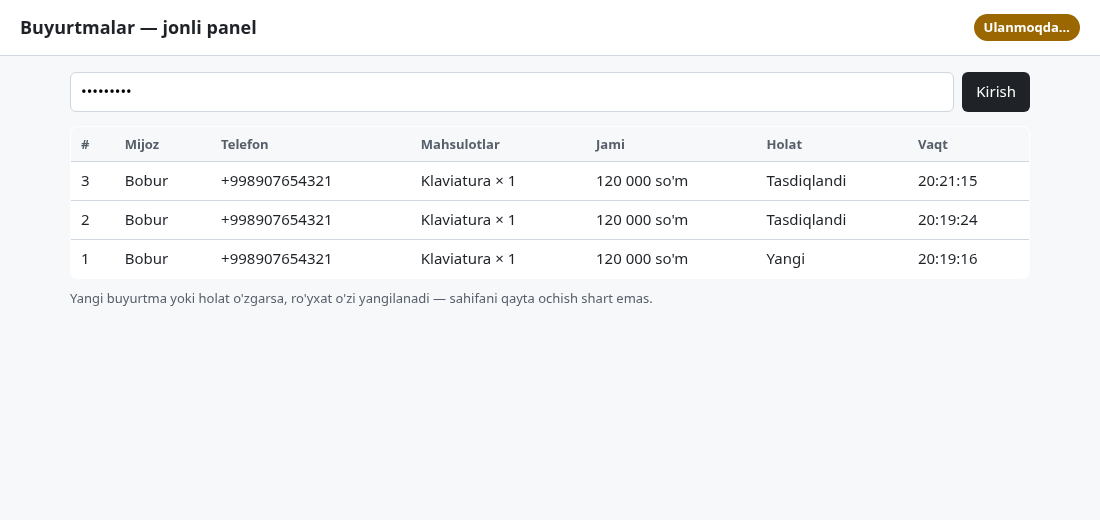 Buyurtmalar — jonli panel
Ulanmoqda...
•••••••••
Kirish
# Mijoz Telefon Mahsulotlar Jami Holat Vaqt
3 Bobur +998907654321 Klaviatura × 1 120 000 so'm Tasdiqlandi 20:21:15
2 Bobur +998907654321 Klaviatura × 1 120 000 so'm Tasdiqlandi 20:19:24
1 Bobur +998907654321 Klaviatura × 1 120 000 so'm Yangi 20:19:16
Yangi buyurtma yoki holat o'zgarsa, ro'yxat o'zi yangilanadi — sahifani qayta ochish shart emas.